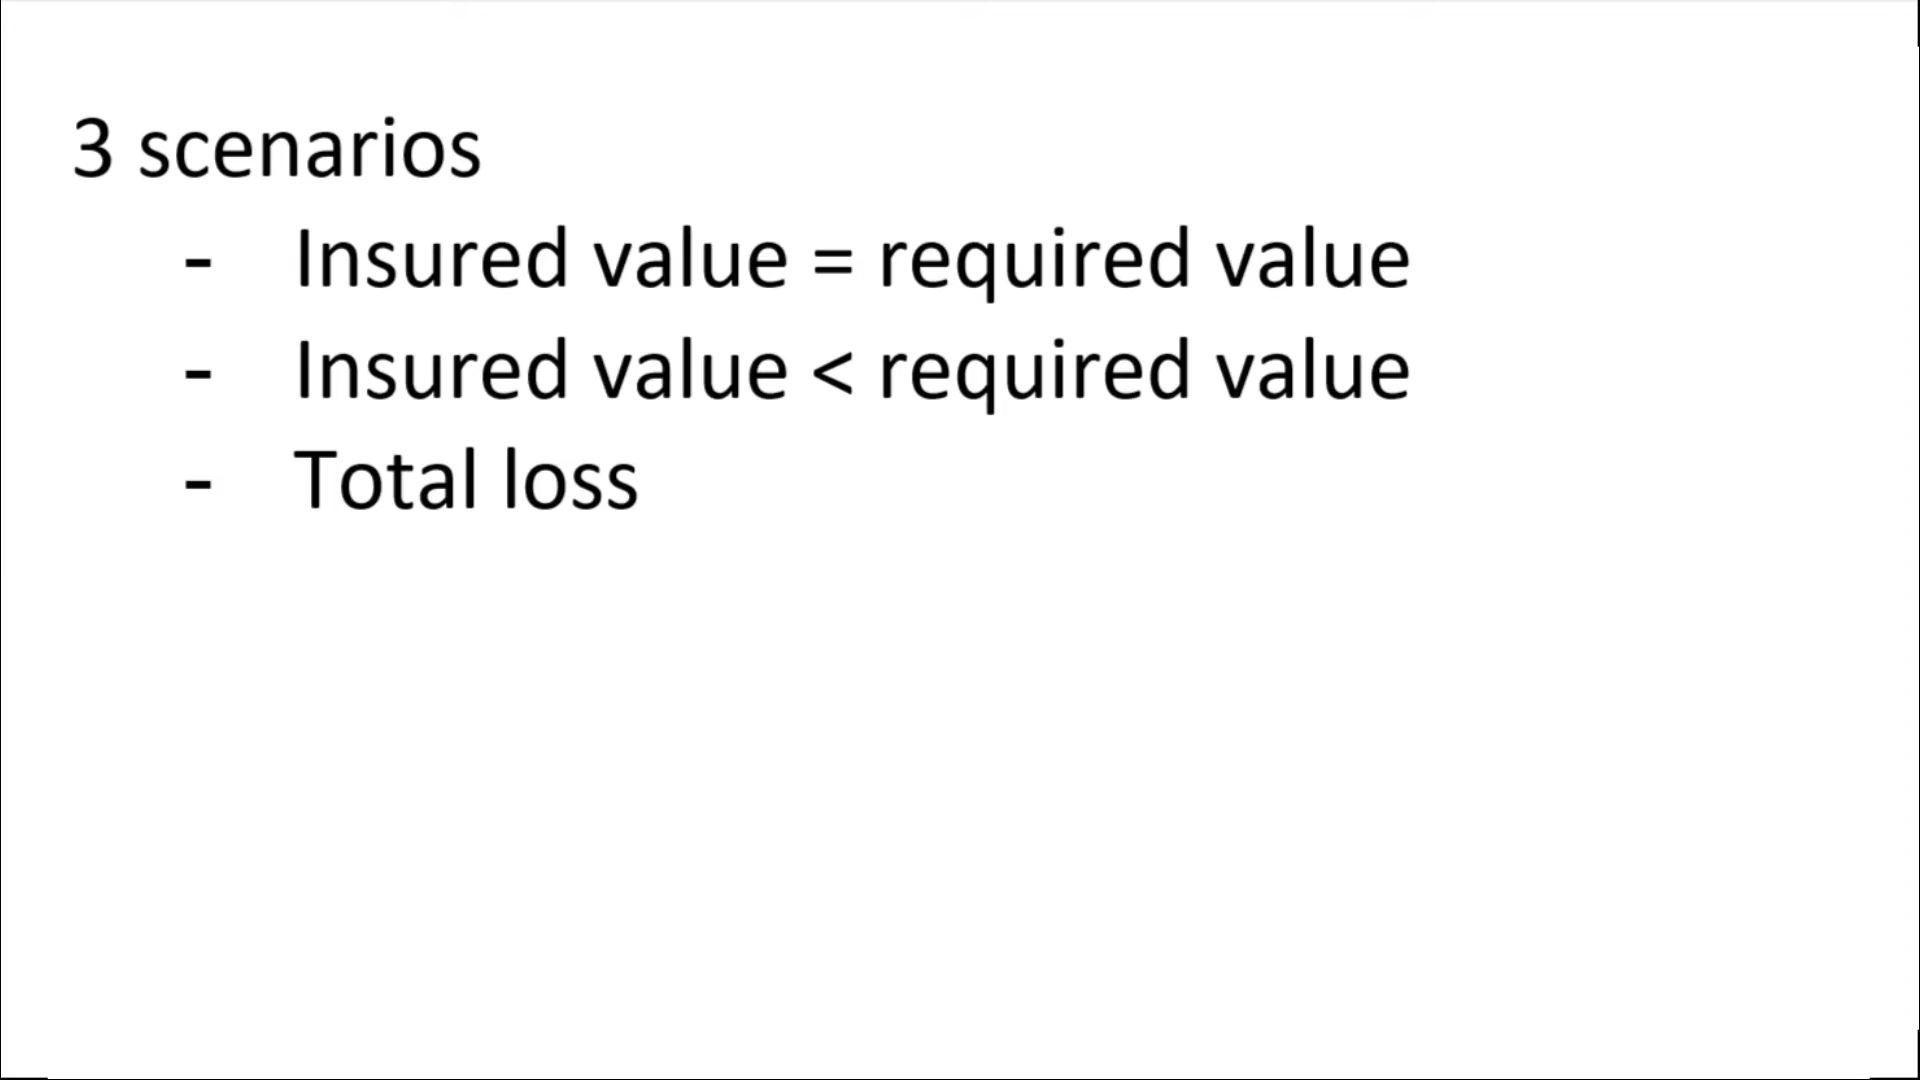 3 scenarios
- Insured value = required value
- Insured value < required value
- Total loss